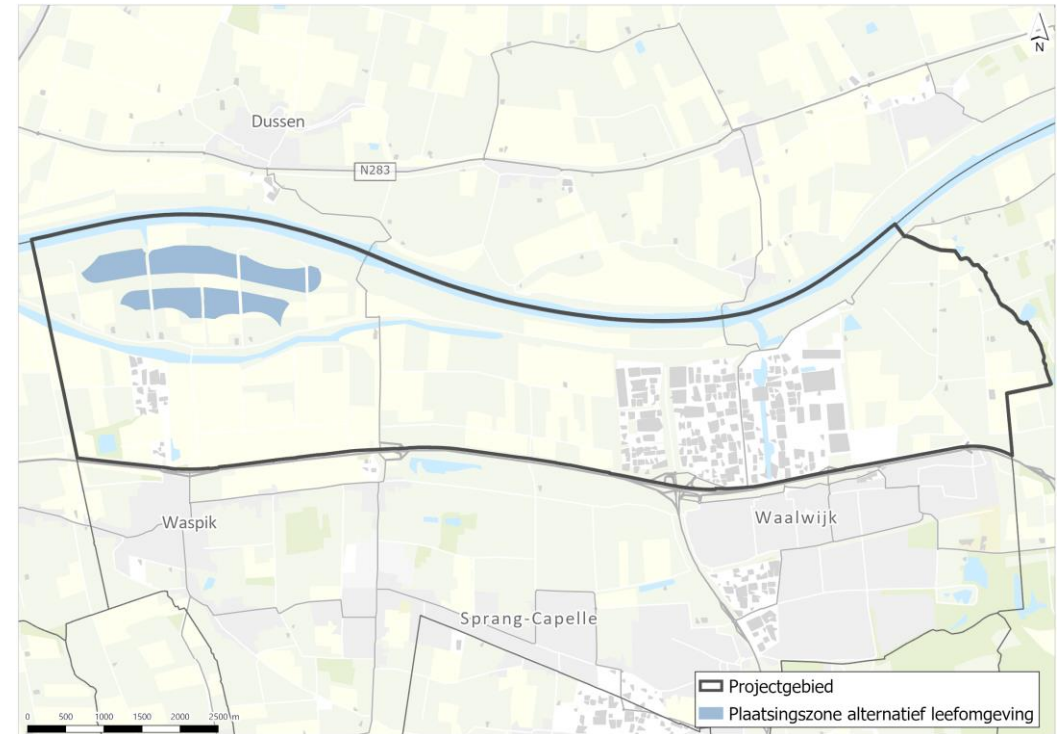 N
Dussen
N283
Waspik
Waalwijk
Sprang-Capelle
Projectgebied
Plaatsingszone alternatief leefomgeving
0 500 1000 1500 2000 2500 m